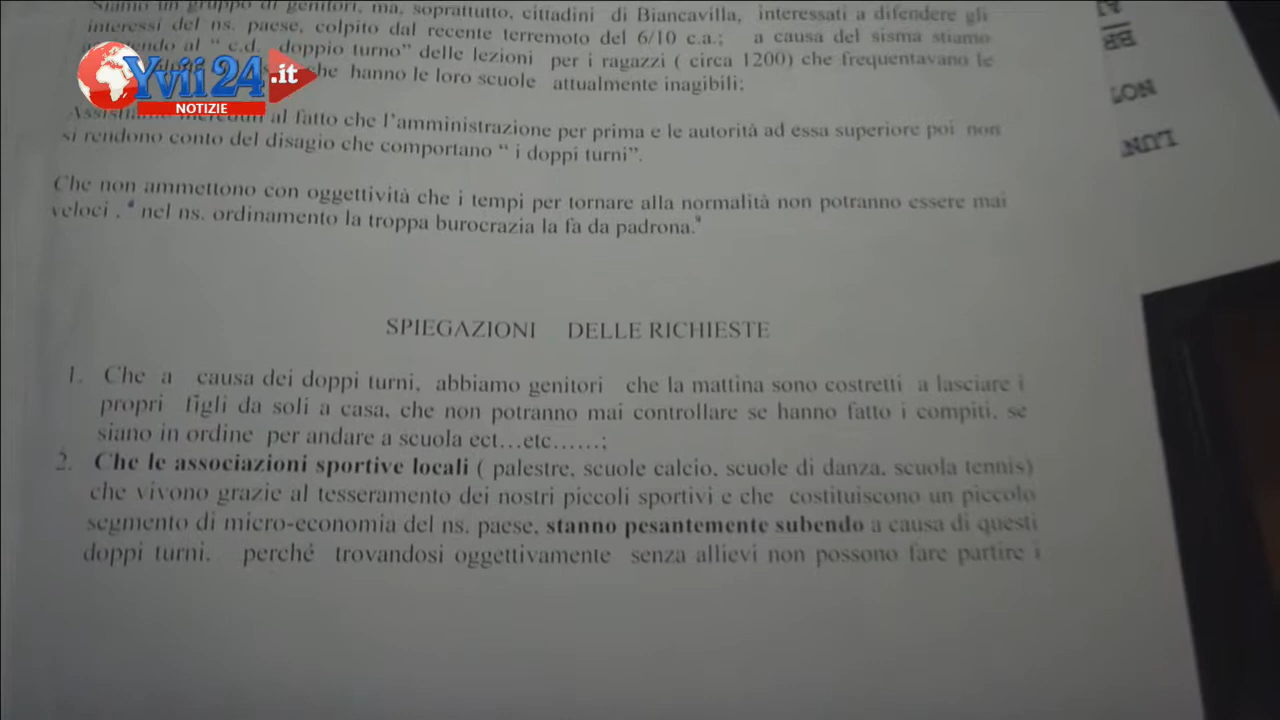 Siamo un gruppo di genitori, ma, soprattutto, cittadini di Biancavilla, interessati a difendere gli
interessi del ns. paese, colpito dal recente terremoto del 6/10 c.a.; a causa del sisma stiamo
al " c.d. doppio turno" delle lezioni per i ragazzi ( circa 1200) che frequentavano le
che hanno le loro scuole attualmente inagibili;
Yvii 24 .it
NOTIZIE
al fatto che l'amministrazione per prima e le autorità ad essa superiore poi non
si rendono conto del disagio che comportano " i doppi turni".
Che non ammettono con oggettività che i tempi per tornare alla normalità non potranno essere mai
veloci , " nel ns. ordinamento la troppa burocrazia la fà da padrona."
SPIEGAZIONI DELLE RICHIESTE
1. Che a causa dei doppi turni, abbiamo genitori che la mattina sono costretti a lasciare i
propri figli da soli a casa, che non potranno mai controllare se hanno fatto i compiti, se
siano in ordine per andare a scuola ect…etc……;
2. Che le associazioni sportive locali ( palestre, scuole calcio, scuole di danza, scuola tennis)
che vivono grazie al tesseramento dei nostri piccoli sportivi e che costituiscono un piccolo
segmento di micro-economia del ns. paese, stanno pesantemente subendo a causa di questi
doppi turni, perché trovandosi oggettivamente senza allievi non possono fare partire i